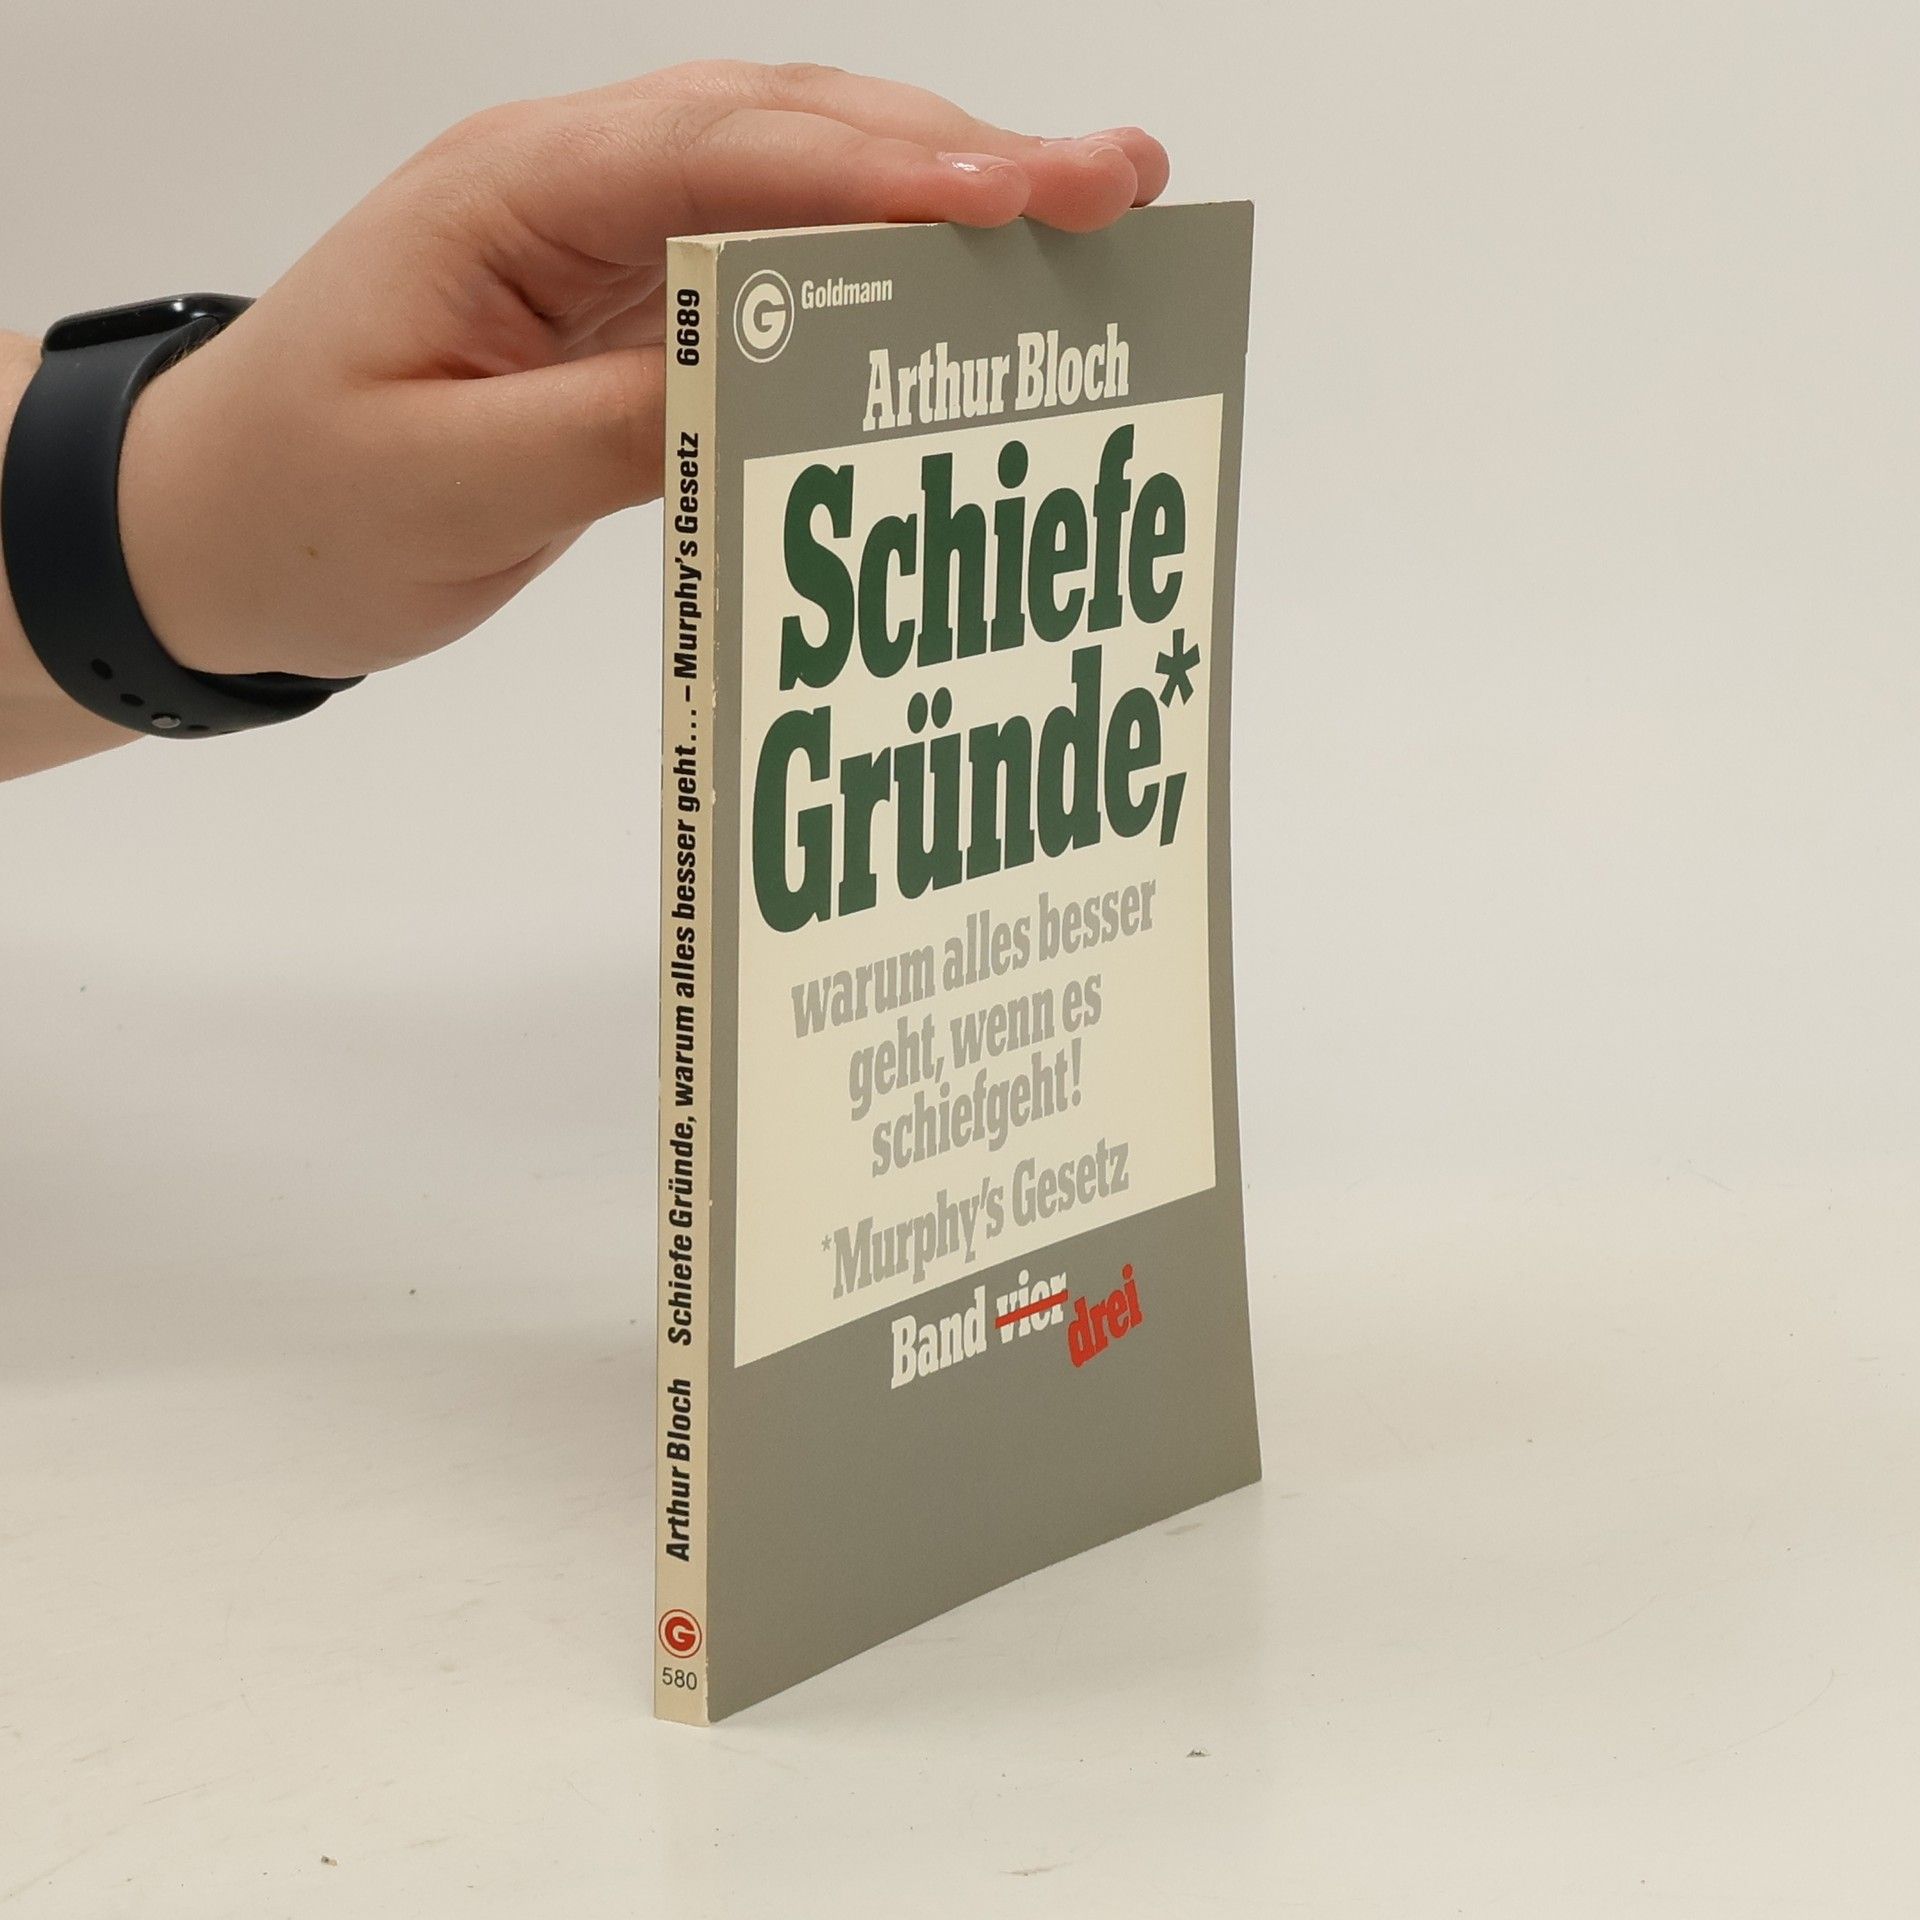 G Goldmann
Arthur Bloch
Schiefe
Gründe,*
warum alles besser
geht, wenn es
schiefgeht!
*Murphy's Gesetz
Band vier drei
Arthur Bloch Schiefe Gründe, warum alles besser geht... – Murphy's Gesetz 6689
G
580